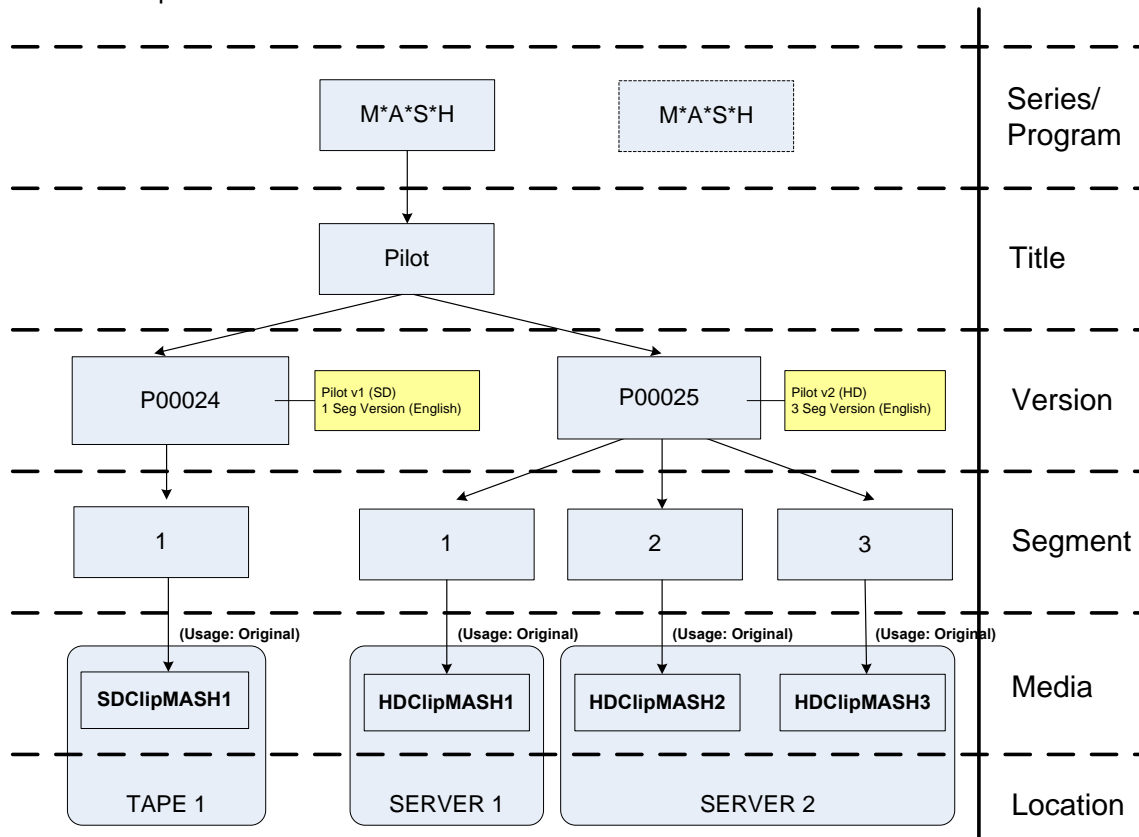 M*A*S*H
M*A*S*H
Series/
Program
Pilot
Title
P00024
Pilot v1 (SD)
1 Seg Version (English)
P00025
Pilot v2 (HD)
3 Seg Version (English)
Version
1
1
2
3
Segment
(Usage: Original)
(Usage: Original)
(Usage: Original)
(Usage: Original)
SDClipMASH1
HDClipMASH1
HDClipMASH2
HDClipMASH3
Media
TAPE 1
SERVER 1
SERVER 2
Location